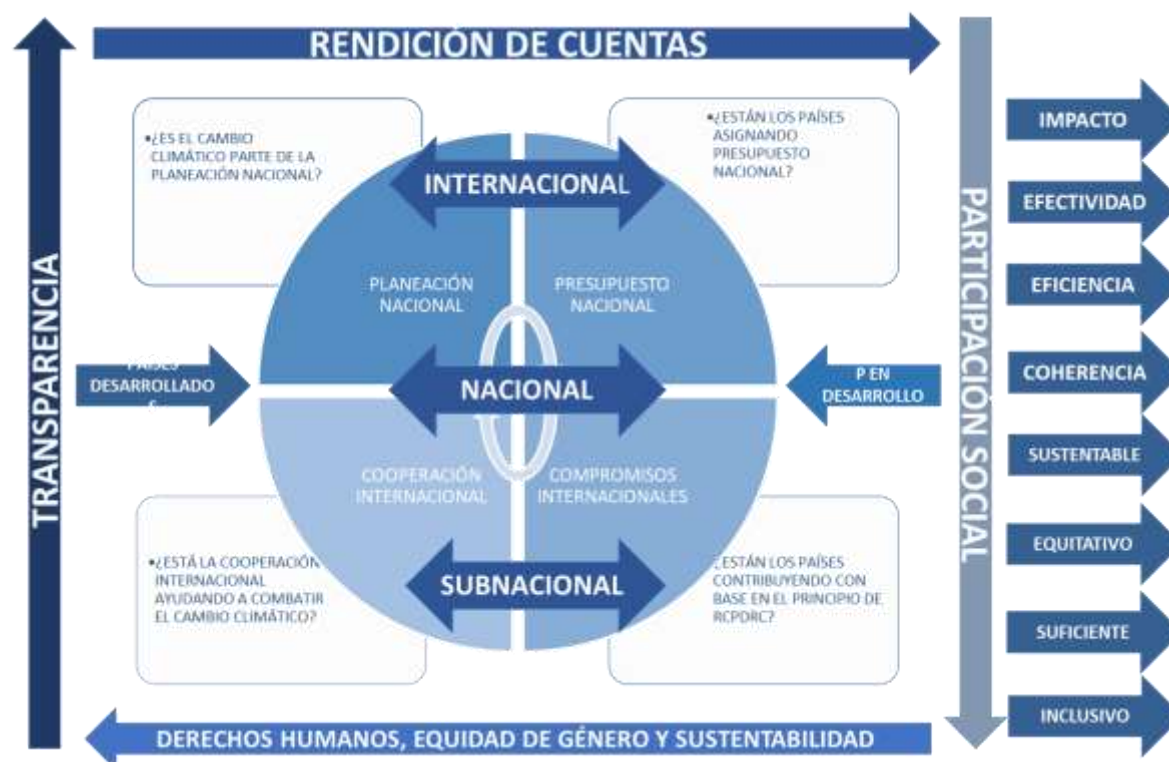 RENDICIÓN DE CUENTAS
TRANSPARENCIA
•¿ES EL CAMBIO
CLIMÁTICO PARTE DE LA
PLANEACIÓN NACIONAL?
•¿ESTÁN LOS PAÍSES
ASIGNANDO
PRESUPUESTO
NACIONAL?
INTERNACIONAL
PLANEACIÓN
NACIONAL
PRESUPUESTO
NACIONAL
PAÍSES
DESARROLLADO
S
NACIONAL
P EN
DESARROLLO
COOPERACIÓN
INTERNACIONAL
COMPROMISOS
INTERNACIONALES
•¿ESTÁ LA COOPERACIÓN
INTERNACIONAL
AYUDANDO A COMBATIR
EL CAMBIO CLIMÁTICO?
SUBNACIONAL
¿ESTÁN LOS PAÍSES
CONTRIBUYENDO CON
BASE EN EL PRINCIPIO DE
RCPDRC?
DERECHOS HUMANOS, EQUIDAD DE GÉNERO Y SUSTENTABILIDAD
PARTICIPACIÓN SOCIAL
IMPACTO
EFECTIVIDAD
EFICIENCIA
COHERENCIA
SUSTENTABLE
EQUITATIVO
SUFICIENTE
INCLUSIVO